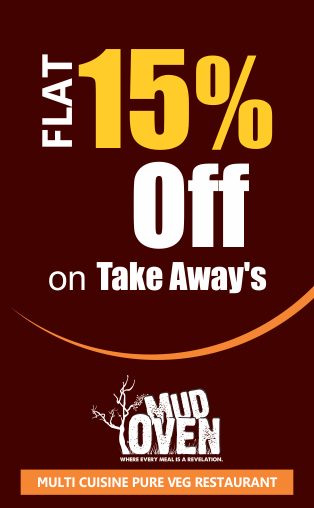 FLAT
15%
Off
on Take Away's
MUD
OVEN
WHERE EVERY MEAL IS A REVELATION.
MULTI CUISINE PURE VEG RESTAURANT